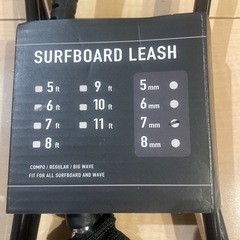 SURFBOARD LEASH
5 ft 9 ft 5 mm
6 ft 10 ft 6 mm
7 ft 11 ft 7 mm
8 ft 8 mm
COMPO / REGULAR / BIG WAVE
FIT FOR ALL SURFBOARD AND WAVE